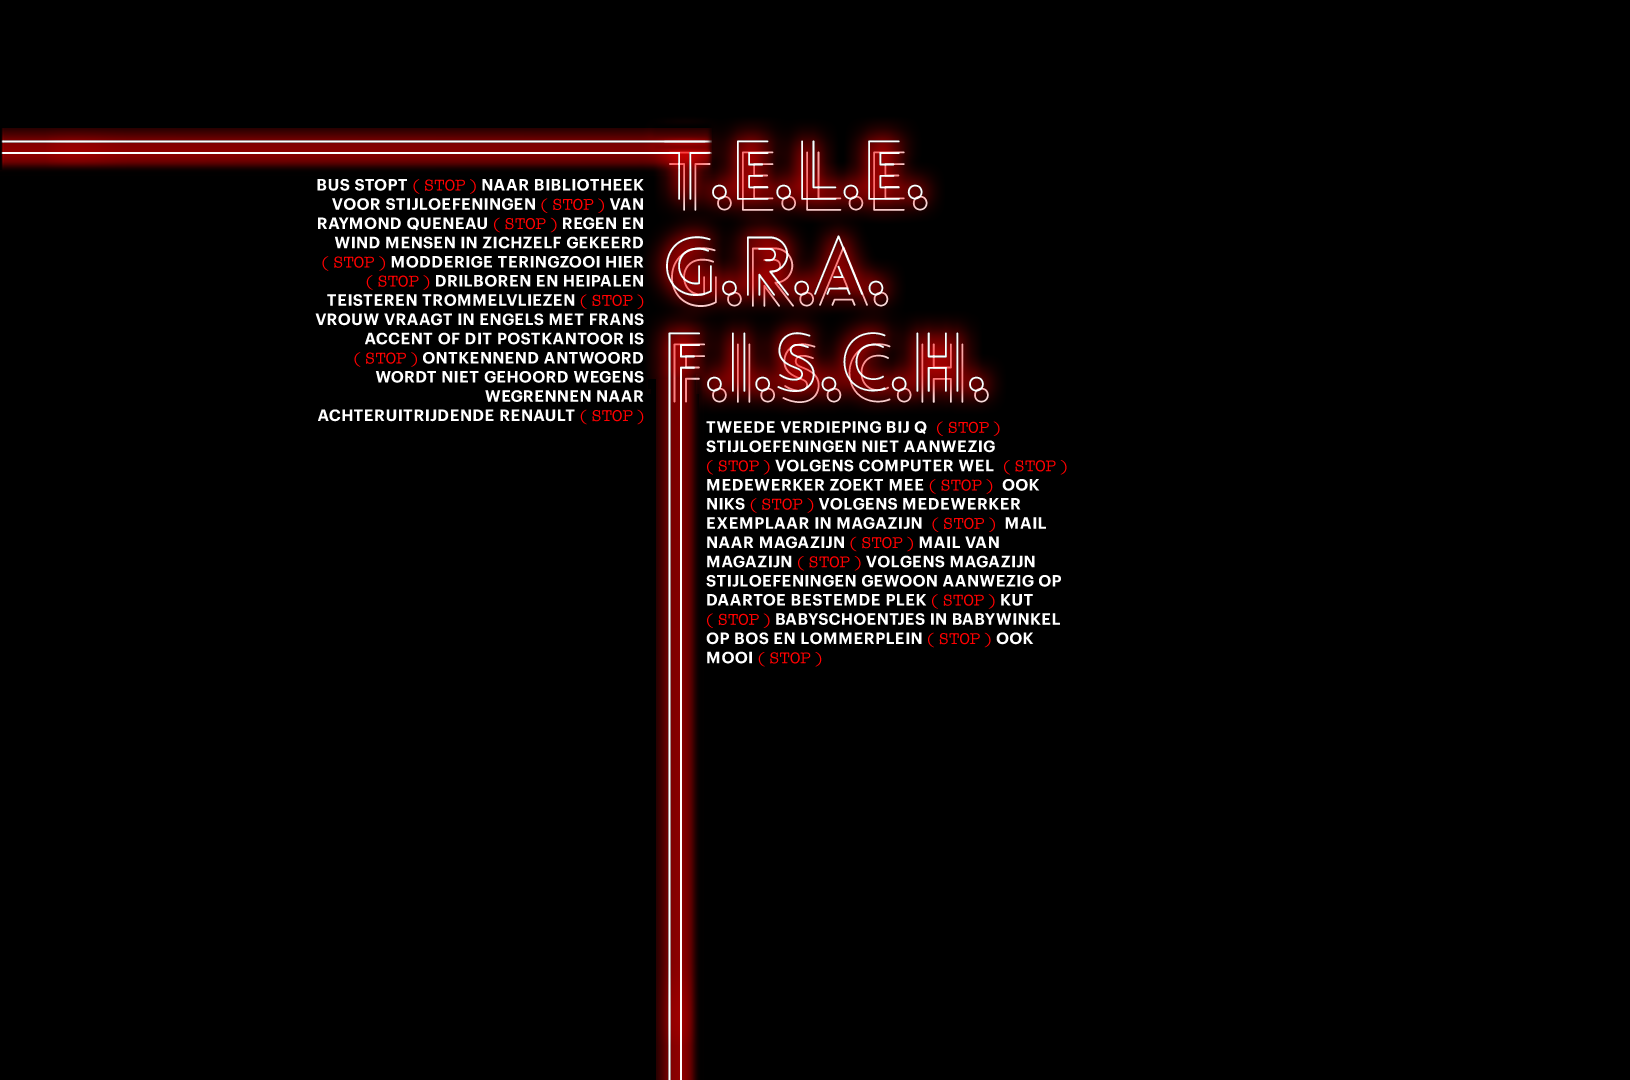 T.E.L.E.
G.R.A.
F.I.S.C.H.
BUS STOPT ( STOP ) NAAR BIBLIOTHEEK
VOOR STIJLOEFENINGEN ( STOP ) VAN
RAYMOND QUENEAU ( STOP ) REGEN EN
WIND MENSEN IN ZICHZELF GEKEERD
( STOP ) MODDERIGE TERINGZOOI HIER
( STOP ) DRILBOREN EN HEIPALEN
TEISTEREN TROMMELVLIEZEN ( STOP )
VROUW VRAAGT IN ENGELS MET FRANS
ACCENT OF DIT POSTKANTOOR IS
( STOP ) ONTKENNEND ANTWOORD
WORDT NIET GEHOORD WEGENS
WEGRENNEN NAAR
ACHTERUITRIJDENDE RENAULT ( STOP )
TWEEDE VERDIEPING BIJ Q ( STOP )
STIJLOEFENINGEN NIET AANWEZIG
( STOP ) VOLGENS COMPUTER WEL ( STOP )
MEDEWERKER ZOEKT MEE ( STOP ) OOK
NIKS ( STOP ) VOLGENS MEDEWERKER
EXEMPLAAR IN MAGAZIJN ( STOP ) MAIL
NAAR MAGAZIJN ( STOP ) MAIL VAN
MAGAZIJN ( STOP ) VOLGENS MAGAZIJN
STIJLOEFENINGEN GEWOON AANWEZIG OP
DAARTOE BESTEMDE PLEK ( STOP ) KUT
( STOP ) BABYSCHOENTJES IN BABYWINKEL
OP BOS EN LOMMERPLEIN ( STOP ) OOK
MOOI ( STOP )